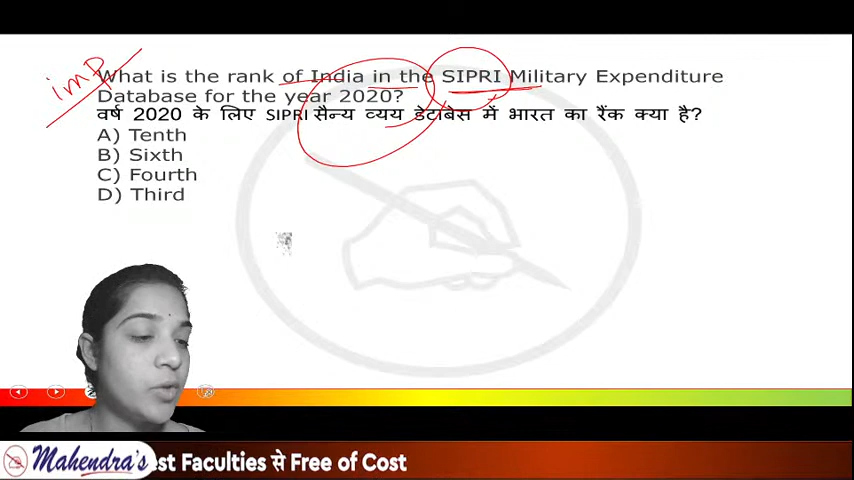 imp
What is the rank of India in the SIPRI Military Expenditure
Database for the year 2020?
वर्ष 2020 के लिए SIPRI सैन्य व्यय डेटाबेस में भारत का रैंक क्या है?
A) Tenth
B) Sixth
C) Fourth
D) Third
Mahendra's est Faculties से Free of Cost